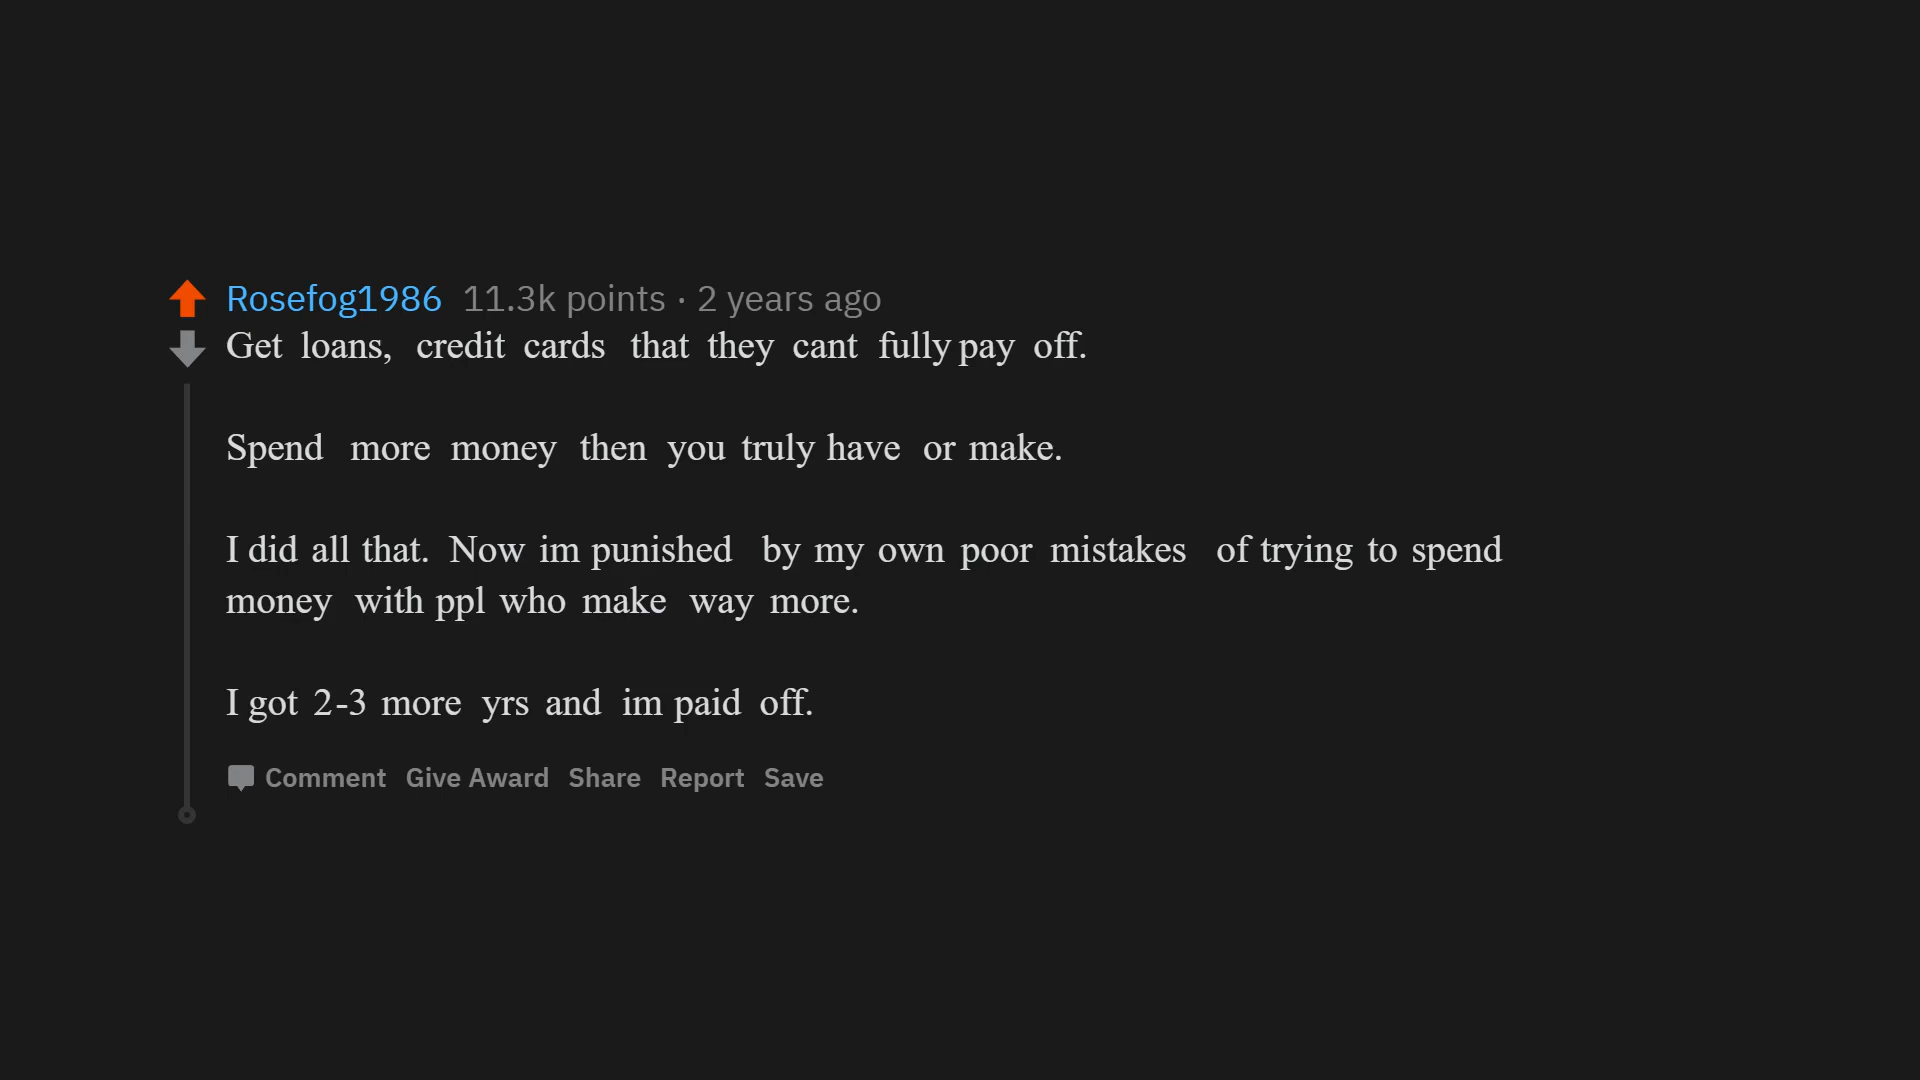 Rosefog1986 11.3k points · 2 years ago
Get loans, credit cards that they cant fully pay off.
Spend more money then you truly have or make.
I did all that. Now im punished by my own poor mistakes of trying to spend
money with ppl who make way more.
I got 2-3 more yrs and im paid off.
Comment Give Award Share Report Save